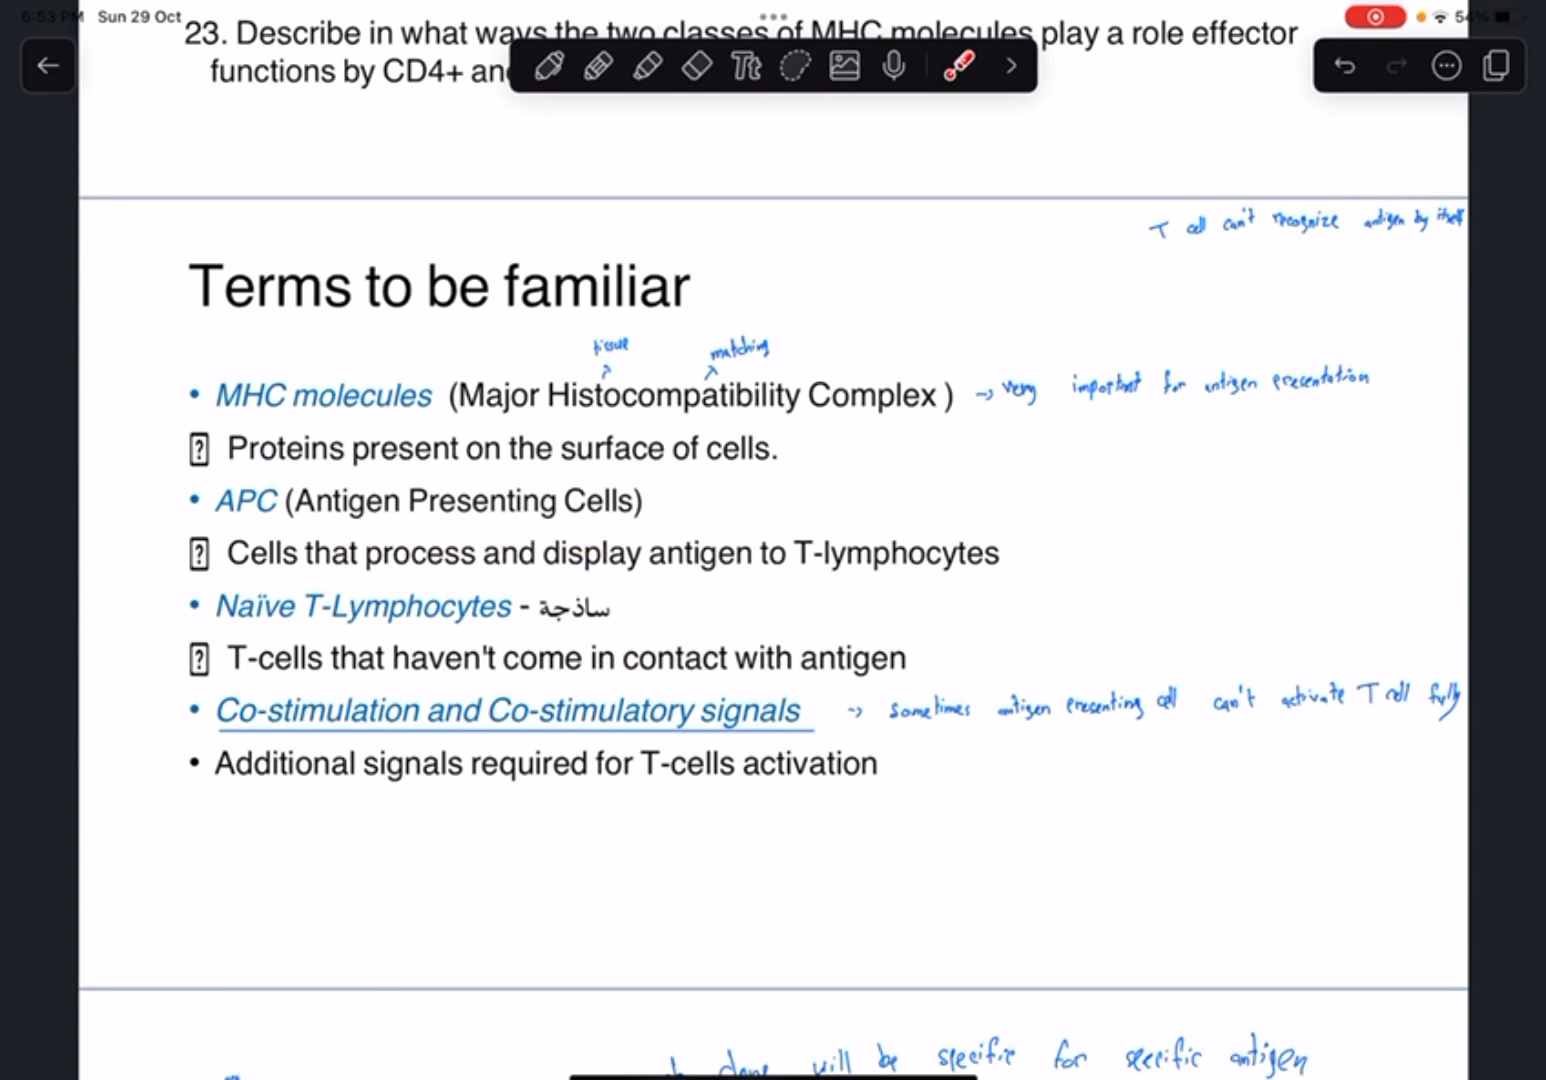 6:53 PM Sun 29 Oct
54%
23. Describe in what ways the two classes of MHC molecules play a role effector
functions by CD4+ an
Tt
T cell can't recognize antigen by itself
Terms to be familiar
tissue
matching
• MHC molecules (Major Histocompatibility Complex ) -> very important for antigen presentation
Proteins present on the surface of cells.
• APC (Antigen Presenting Cells)
Cells that process and display antigen to T-lymphocytes
• Naïve T-Lymphocytes - ساذجة
T-cells that haven't come in contact with antigen
• Co-stimulation and Co-stimulatory signals -> sometimes antigen presenting cell can't activate T cell fully
• Additional signals required for T-cells activation
will be specific for specific antigen